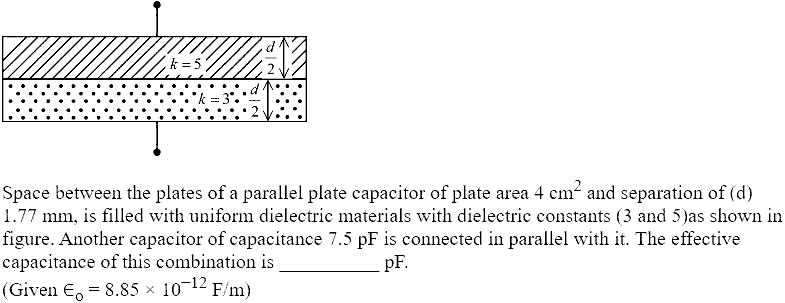 k = 5
d/2
k = 3
d/2
Space between the plates of a parallel plate capacitor of plate area 4 cm² and separation of (d)
1.77 mm, is filled with uniform dielectric materials with dielectric constants (3 and 5)as shown in
figure. Another capacitor of capacitance 7.5 pF is connected in parallel with it. The effective
capacitance of this combination is __________ pF.
(Given ∈₀ = 8.85 × 10⁻¹² F/m)